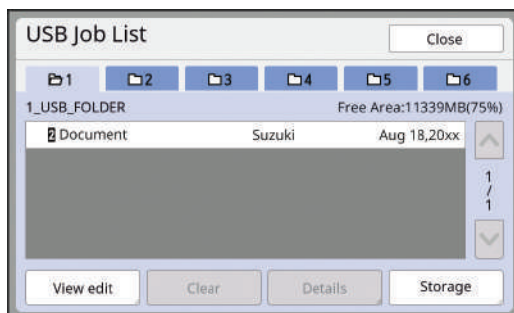 USB Job List
Close
1 2 3 4 5 6
1_USB_FOLDER Free Area:11339MB(75%)
2 Document Suzuki Aug 18,20xx
1
/
1
View edit Clear Details Storage